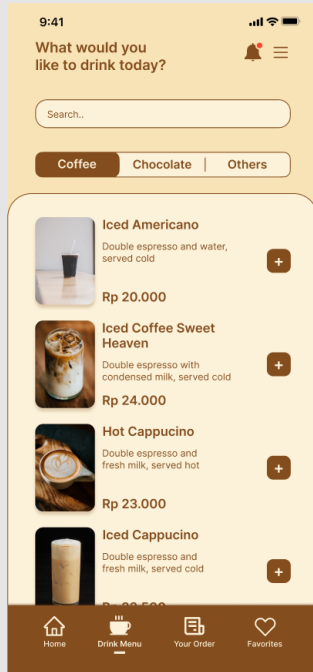 9:41
What would you
like to drink today?
Search..
Coffee
Chocolate
Others
Iced Americano
Double espresso and water,
served cold
Rp 20.000
Iced Coffee Sweet
Heaven
Double espresso with
condensed milk, served cold
Rp 24.000
Hot Cappucino
Double espresso and
fresh milk, served hot
Rp 23.000
Iced Cappucino
Double espresso and
fresh milk, served cold
Home
Drink Menu
Your Order
Favorites